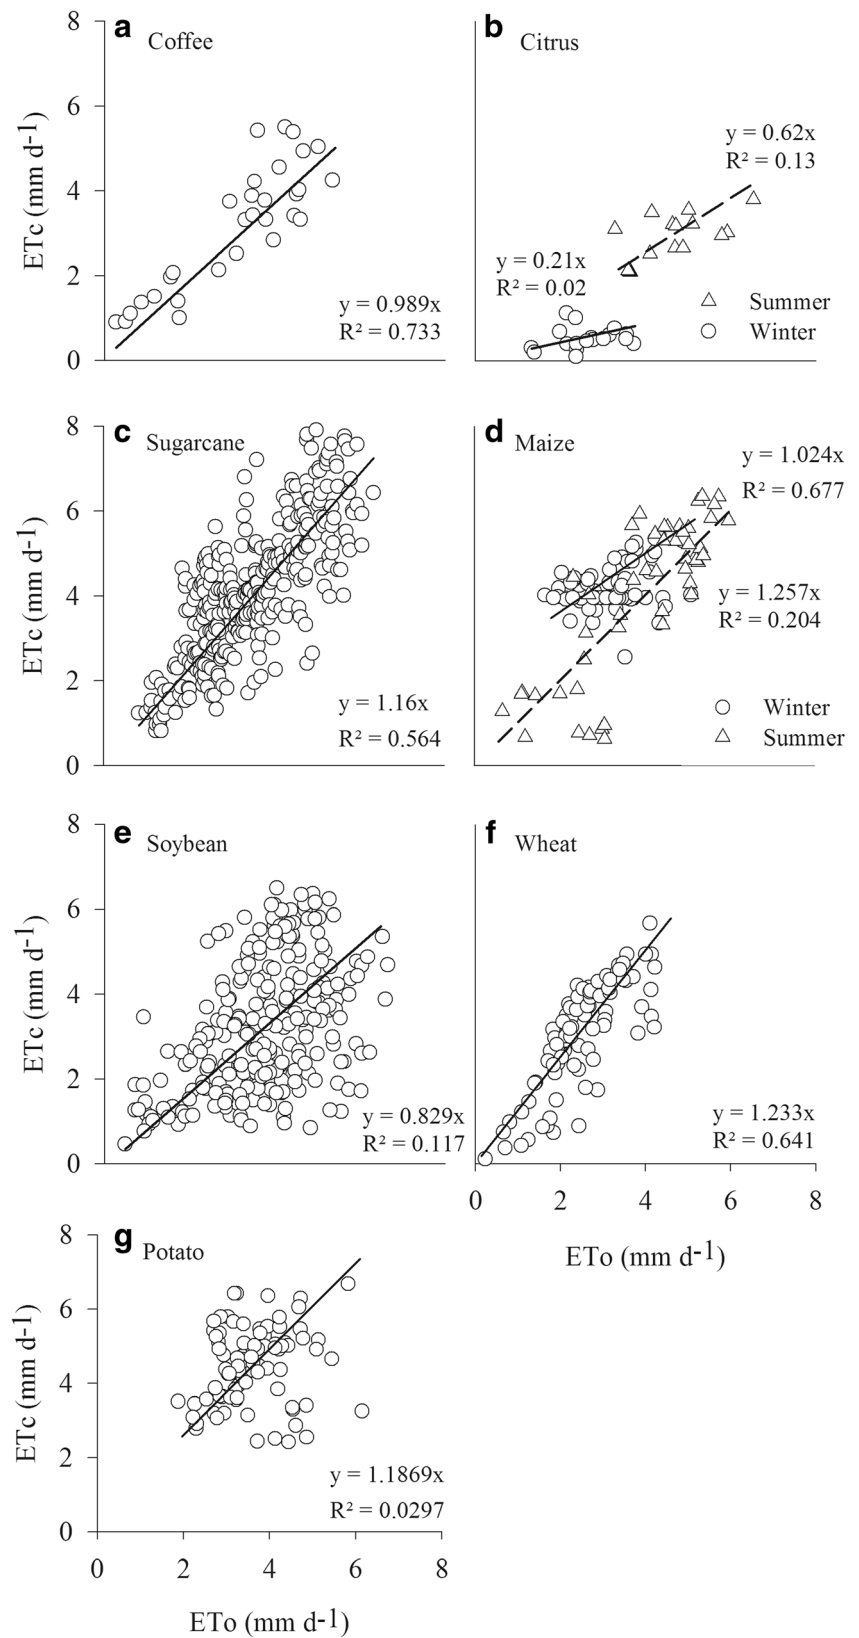 a Coffee
8
6
4
2
0
ETc (mm d-1)
y = 0.989x
R² = 0.733
b Citrus
y = 0.62x
R² = 0.13
y = 0.21x
R² = 0.02
Summer
Winter
c Sugarcane
8
6
4
2
0
ETc (mm d-1)
y = 1.16x
R² = 0.564
d Maize
y = 1.024x
R² = 0.677
y = 1.257x
R² = 0.204
Winter
Summer
e Soybean
8
6
4
2
0
ETc (mm d-1)
y = 0.829x
R² = 0.117
f Wheat
y = 1.233x
R² = 0.641
0 2 4 6 8
ETo (mm d-1)
g Potato
8
6
4
2
0
ETc (mm d-1)
y = 1.1869x
R² = 0.0297
0 2 4 6 8
ETo (mm d-1)